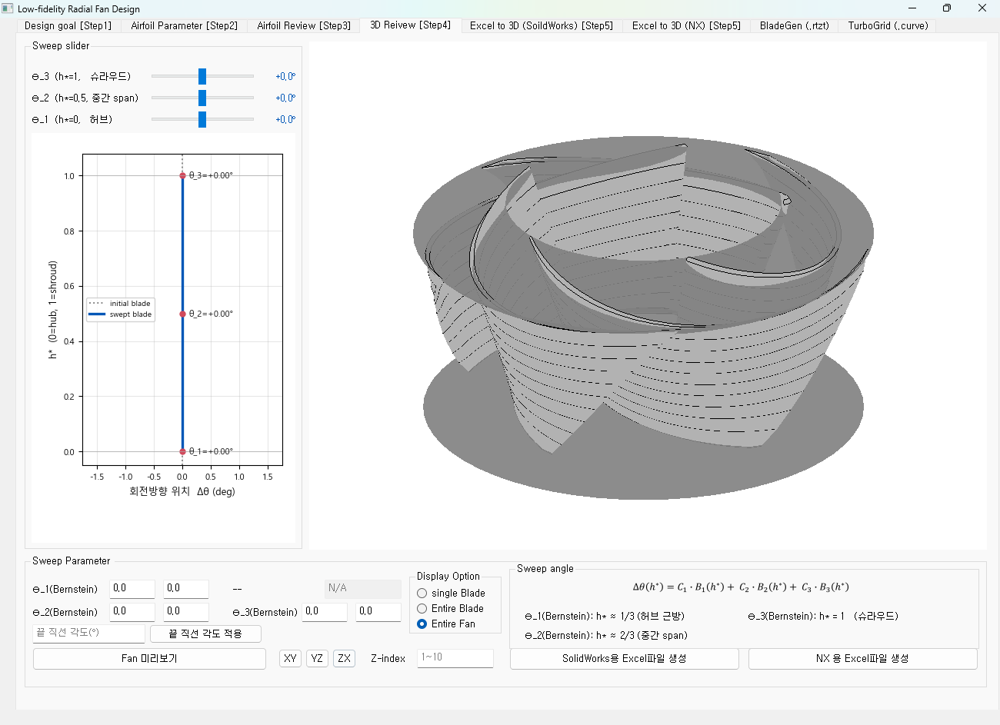 Low-fidelity Radial Fan Design
Design goal [Step1]
Airfoil Parameter [Step2]
Airfoil Review [Step3]
3D Reivew [Step4]
Excel to 3D (SoildWorks) [Step5]
Excel to 3D (NX) [Step5]
BladeGen (.rtzt)
TurboGrid (.curve)
Sweep slider
Θ_3 (h*=1, 슈라우드) +0.0°
Θ_2 (h*=0.5, 중간 span) +0.0°
Θ_1 (h*=0, 허브) +0.0°
h* (0=hub, 1=shroud)
1.0
0.8
0.6
0.4
0.2
0.0
θ_3=+0.00°
θ_2=+0.00°
θ_1=+0.00°
initial blade
swept blade
-1.5 -1.0 -0.5 0.0 0.5 1.0 1.5
회전방향 위치 Δθ (deg)
Sweep Parameter
Θ_1(Bernstein) 0.0 0.0 -- N/A
Θ_2(Bernstein) 0.0 0.0 Θ_3(Bernstein) 0.0 0.0
끝 직선 각도(°) 끝 직선 각도 적용
Fan 미리보기 XY YZ ZX Z-index 1~10
Display Option
single Blade
Entire Blade
Entire Fan
Sweep angle
Δθ(h*) = C₁ · B₁(h*) + C₂ · B₂(h*) + C₃ · B₃(h*)
Θ_1(Bernstein): h* ≈ 1/3 (허브 근방) Θ_3(Bernstein): h* = 1 (슈라우드)
Θ_2(Bernstein): h* ≈ 2/3 (중간 span)
SolidWorks용 Excel파일 생성 NX 용 Excel파일 생성